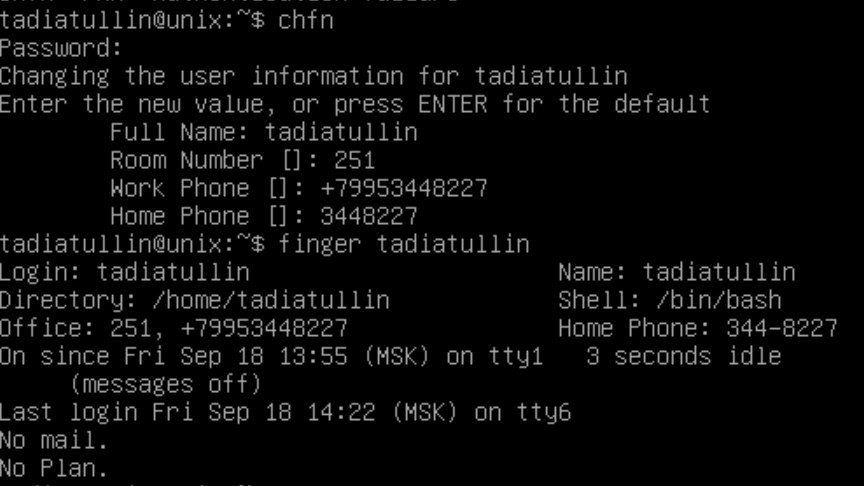 tadiatullin@unix:~$ chfn
Password:
Changing the user information for tadiatullin
Enter the new value, or press ENTER for the default
Full Name: tadiatullin
Room Number []: 251
Work Phone []: +79953448227
Home Phone []: 3448227
tadiatullin@unix:~$ finger tadiatullin
Login: tadiatullin Name: tadiatullin
Directory: /home/tadiatullin Shell: /bin/bash
Office: 251, +79953448227 Home Phone: 344-8227
On since Fri Sep 18 13:55 (MSK) on tty1 3 seconds idle
(messages off)
Last login Fri Sep 18 14:22 (MSK) on tty6
No mail.
No Plan.